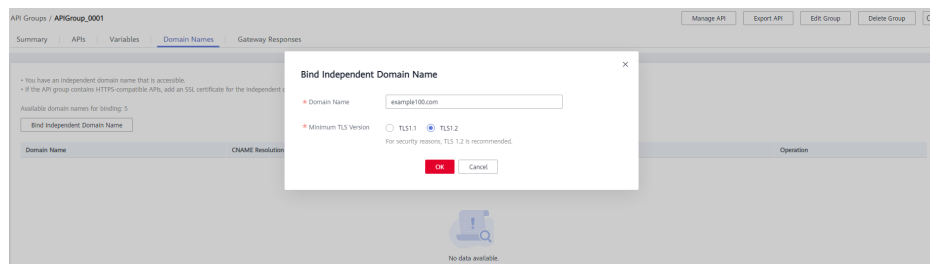 API Groups / APIGroup_0001
Manage API Export API Edit Group Delete Group
Summary APIs Variables Domain Names Gateway Responses
Bind Independent Domain Name
• You have an independent domain name that is accessible.
• If the API group contains HTTPS-compatible APIs, add an SSL certificate for the independent
* Domain Name example100.com
Available domain names for binding: 5
Bind Independent Domain Name
* Minimum TLS Version TLS1.1 TLS1.2
For security reasons, TLS 1.2 is recommended.
Domain Name CNAME Resolution Operation
OK Cancel
No data available.